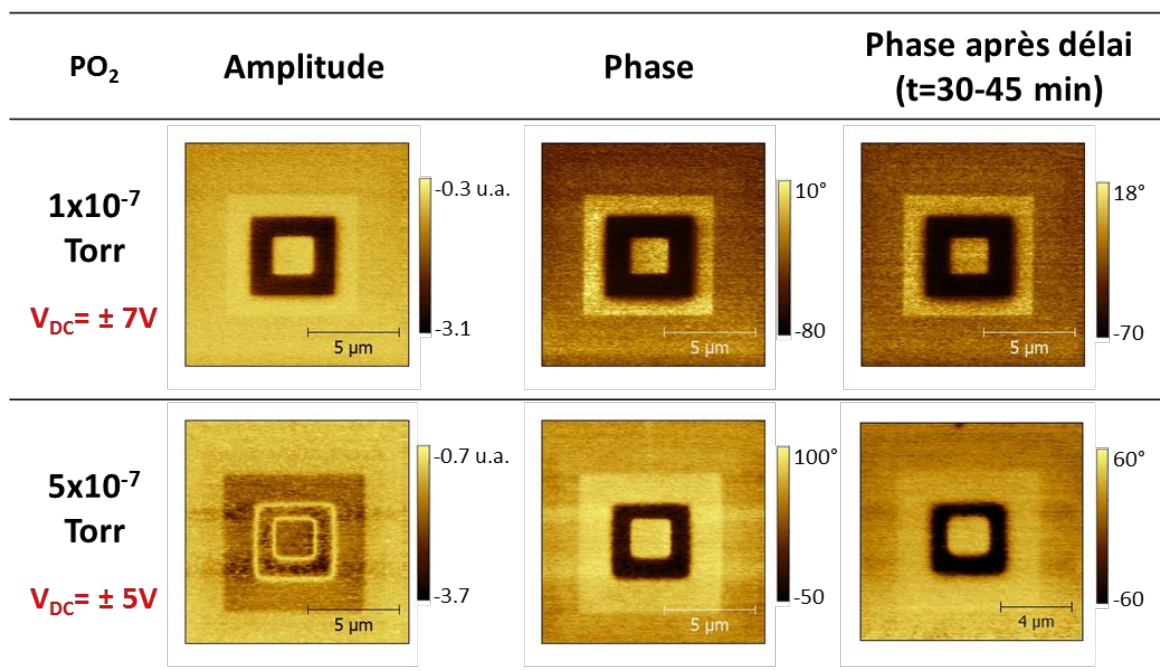 PO₂
Amplitude
Phase
Phase après délai
(t=30-45 min)
1x10⁻⁷
Torr
V_DC= ± 7V
-0.3 u.a.
-3.1
5 µm
10°
-80
5 µm
18°
-70
5 µm
5x10⁻⁷
Torr
V_DC= ± 5V
-0.7 u.a.
-3.7
5 µm
100°
-50
5 µm
60°
-60
4 µm